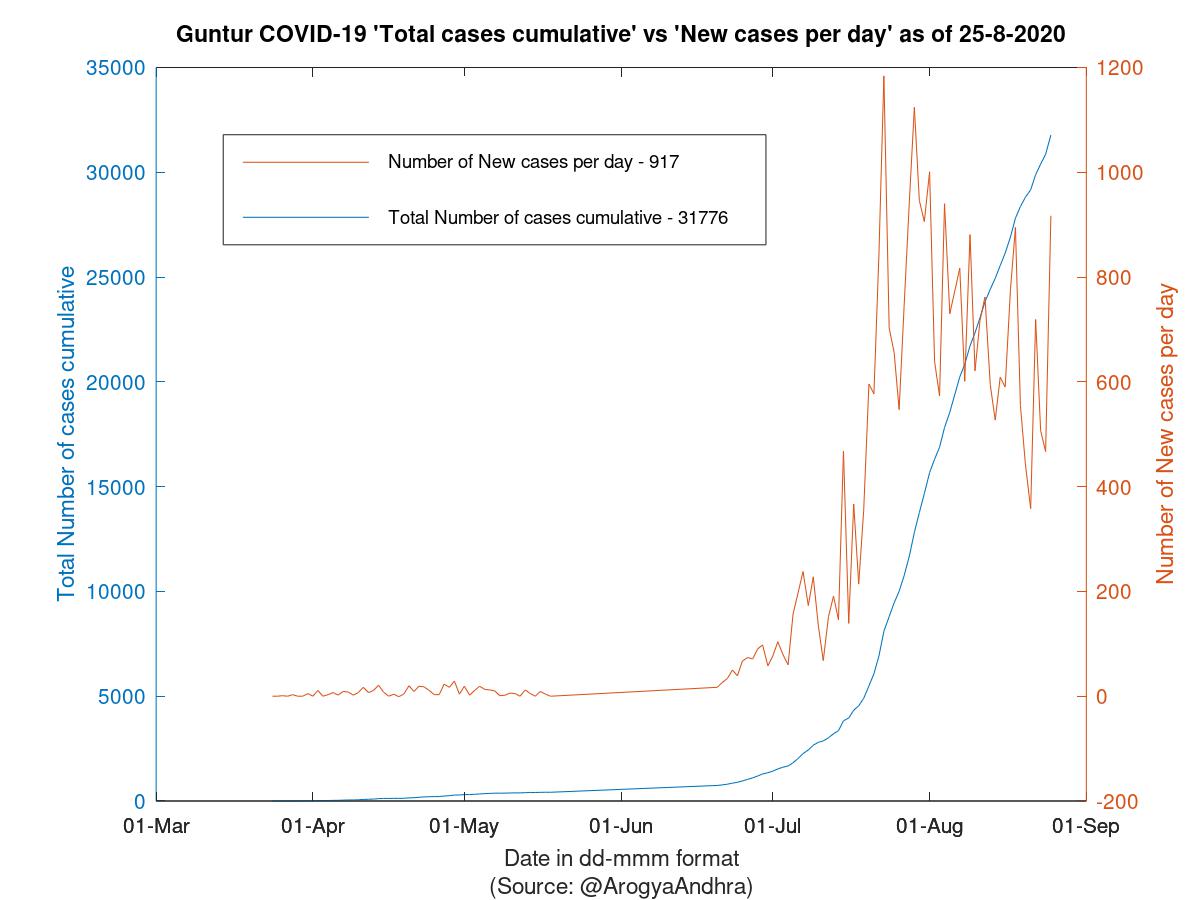 Guntur COVID-19 'Total cases cumulative' vs 'New cases per day' as of 25-8-2020
35000
30000
25000
20000
15000
10000
5000
0
Total Number of cases cumulative
Number of New cases per day - 917
Total Number of cases cumulative - 31776
1200
1000
800
600
400
200
0
-200
Number of New cases per day
01-Mar 01-Apr 01-May 01-Jun 01-Jul 01-Aug 01-Sep
Date in dd-mmm format
(Source: @ArogyaAndhra)